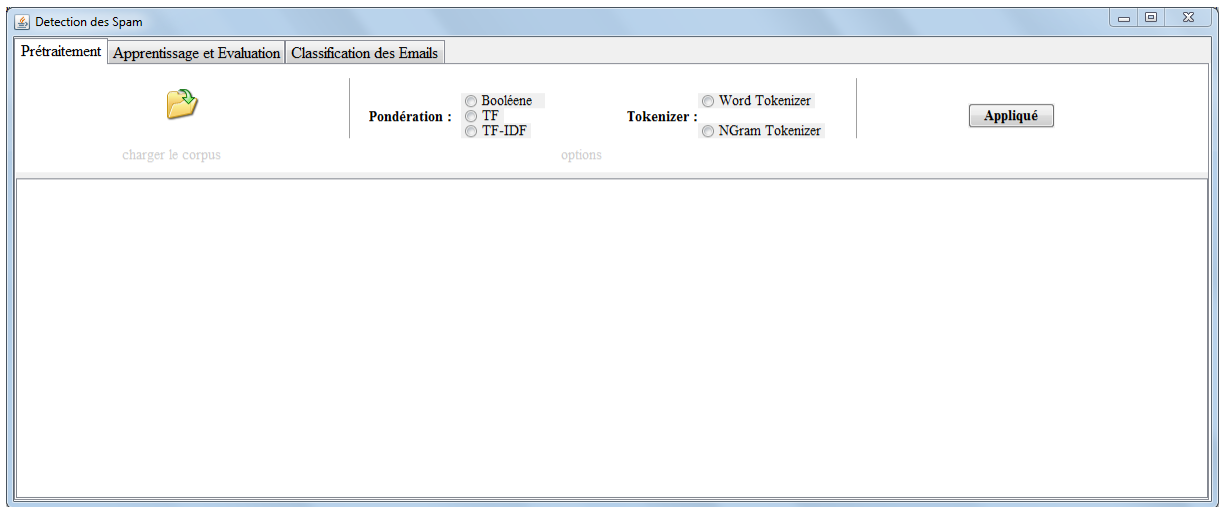 Detection des Spam
Prétraitement Apprentissage et Evaluation Classification des Emails
Pondération :
Booléene
TF
TF-IDF
Tokenizer :
Word Tokenizer
NGram Tokenizer
Appliqué
charger le corpus
options